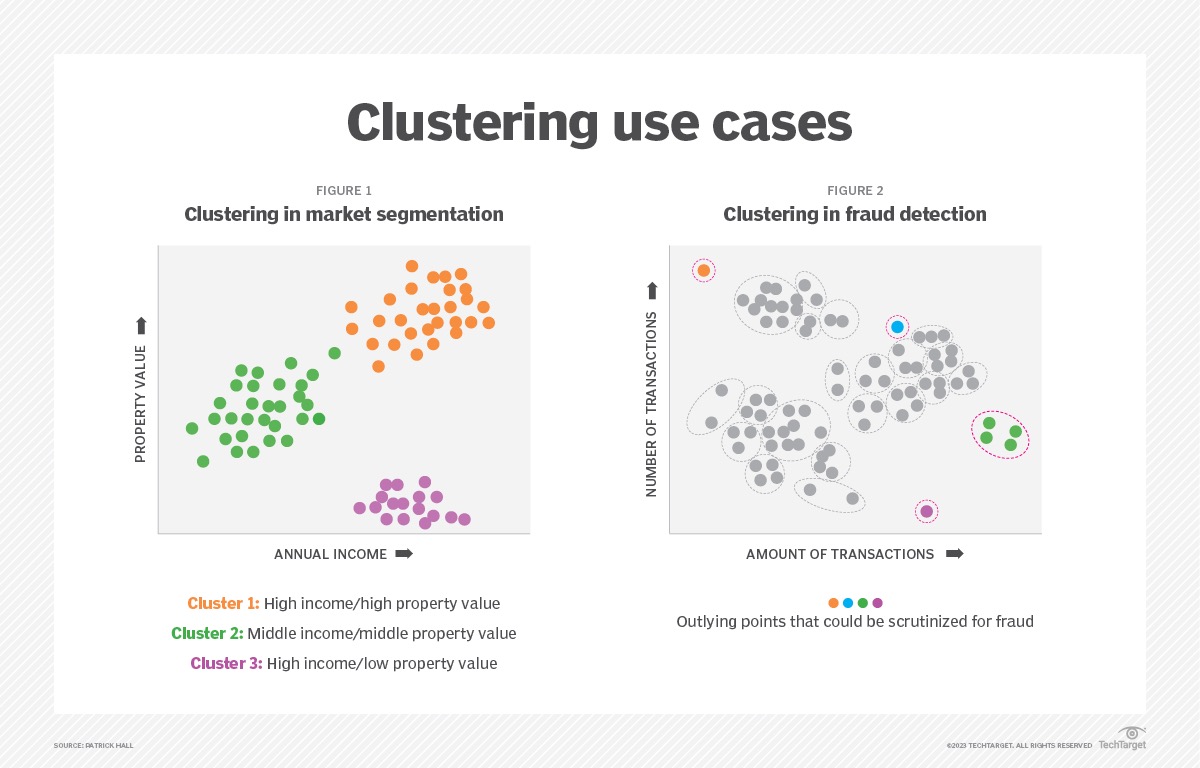 Clustering use cases
FIGURE 1
Clustering in market segmentation
PROPERTY VALUE
ANNUAL INCOME
Cluster 1: High income/high property value
Cluster 2: Middle income/middle property value
Cluster 3: High income/low property value
FIGURE 2
Clustering in fraud detection
NUMBER OF TRANSACTIONS
AMOUNT OF TRANSACTIONS
Outlying points that could be scrutinized for fraud
SOURCE: PATRICK HALL
©2023 TECHTARGET. ALL RIGHTS RESERVED
TechTarget